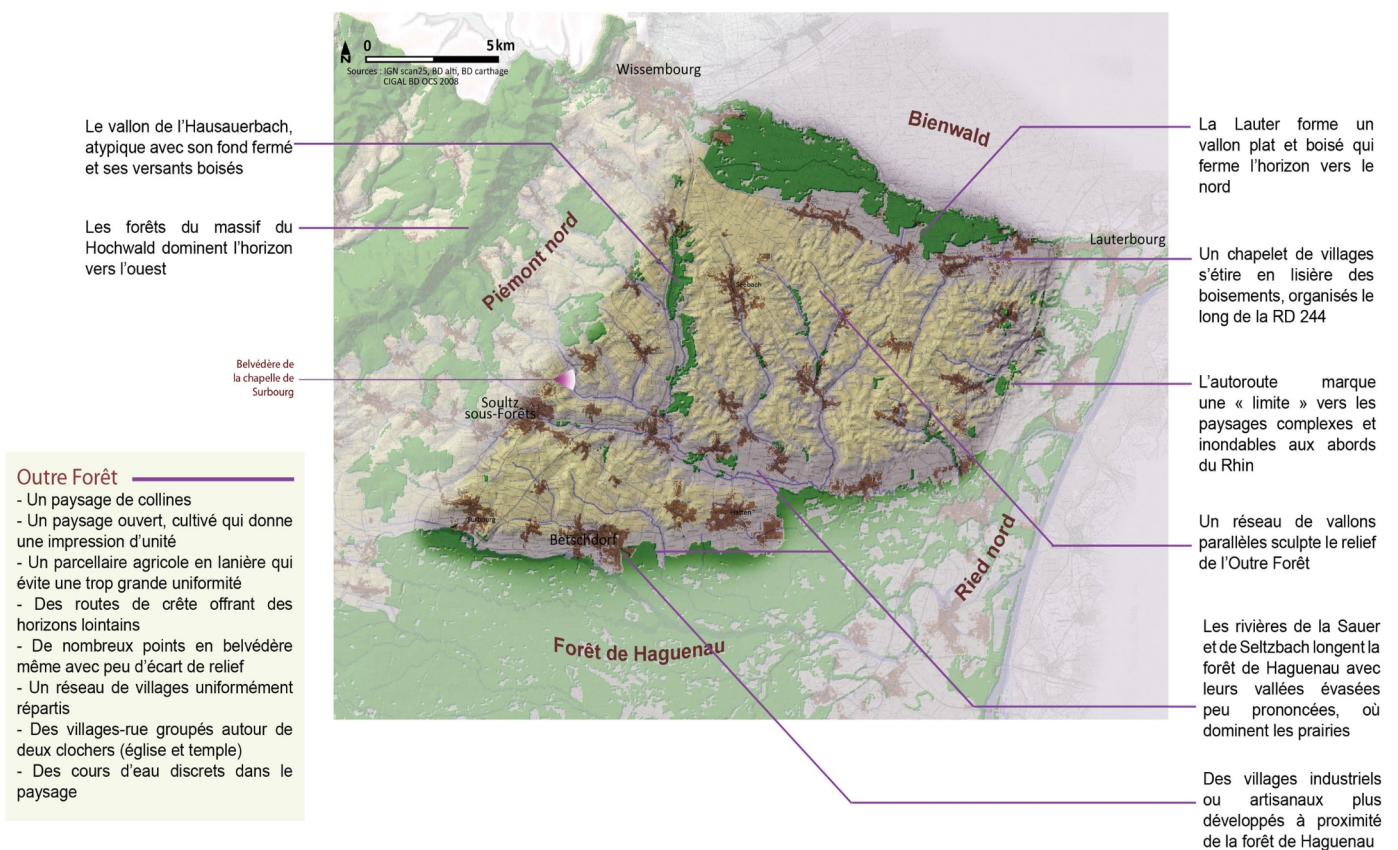 0 5km
N
Sources : IGN scan25, BD alti, BD carthage
CIGAL BD OCS 2008
Wissembourg
Bienwald
Lauterbourg
Piémont nord
Seebach
Soultz
sous-Forêts
Surbourg
Betschdorf
Hatten
Ried nord
Forêt de Haguenau
Le vallon de l'Hausauerbach,
atypique avec son fond fermé
et ses versants boisés
Les forêts du massif du
Hochwald dominent l'horizon
vers l'ouest
Belvédère de
la chapelle de
Surbourg
Outre Forêt
- Un paysage de collines
- Un paysage ouvert, cultivé qui donne
une impression d'unité
- Un parcellaire agricole en lanière qui
évite une trop grande uniformité
- Des routes de crête offrant des
horizons lointains
- De nombreux points en belvédère
même avec peu d'écart de relief
- Un réseau de villages uniformément
répartis
- Des villages-rue groupés autour de
deux clochers (église et temple)
- Des cours d'eau discrets dans le
paysage
La Lauter forme un
vallon plat et boisé qui
ferme l'horizon vers le
nord
Un chapelet de villages
s'étire en lisière des
boisements, organisés le
long de la RD 244
L'autoroute marque
une « limite » vers les
paysages complexes et
inondables aux abords
du Rhin
Un réseau de vallons
parallèles sculpte le relief
de l'Outre Forêt
Les rivières de la Sauer
et de Seltzbach longent la
forêt de Haguenau avec
leurs vallées évasées
peu prononcées, où
dominent les prairies
Des villages industriels
ou artisanaux plus
développés à proximité
de la forêt de Haguenau